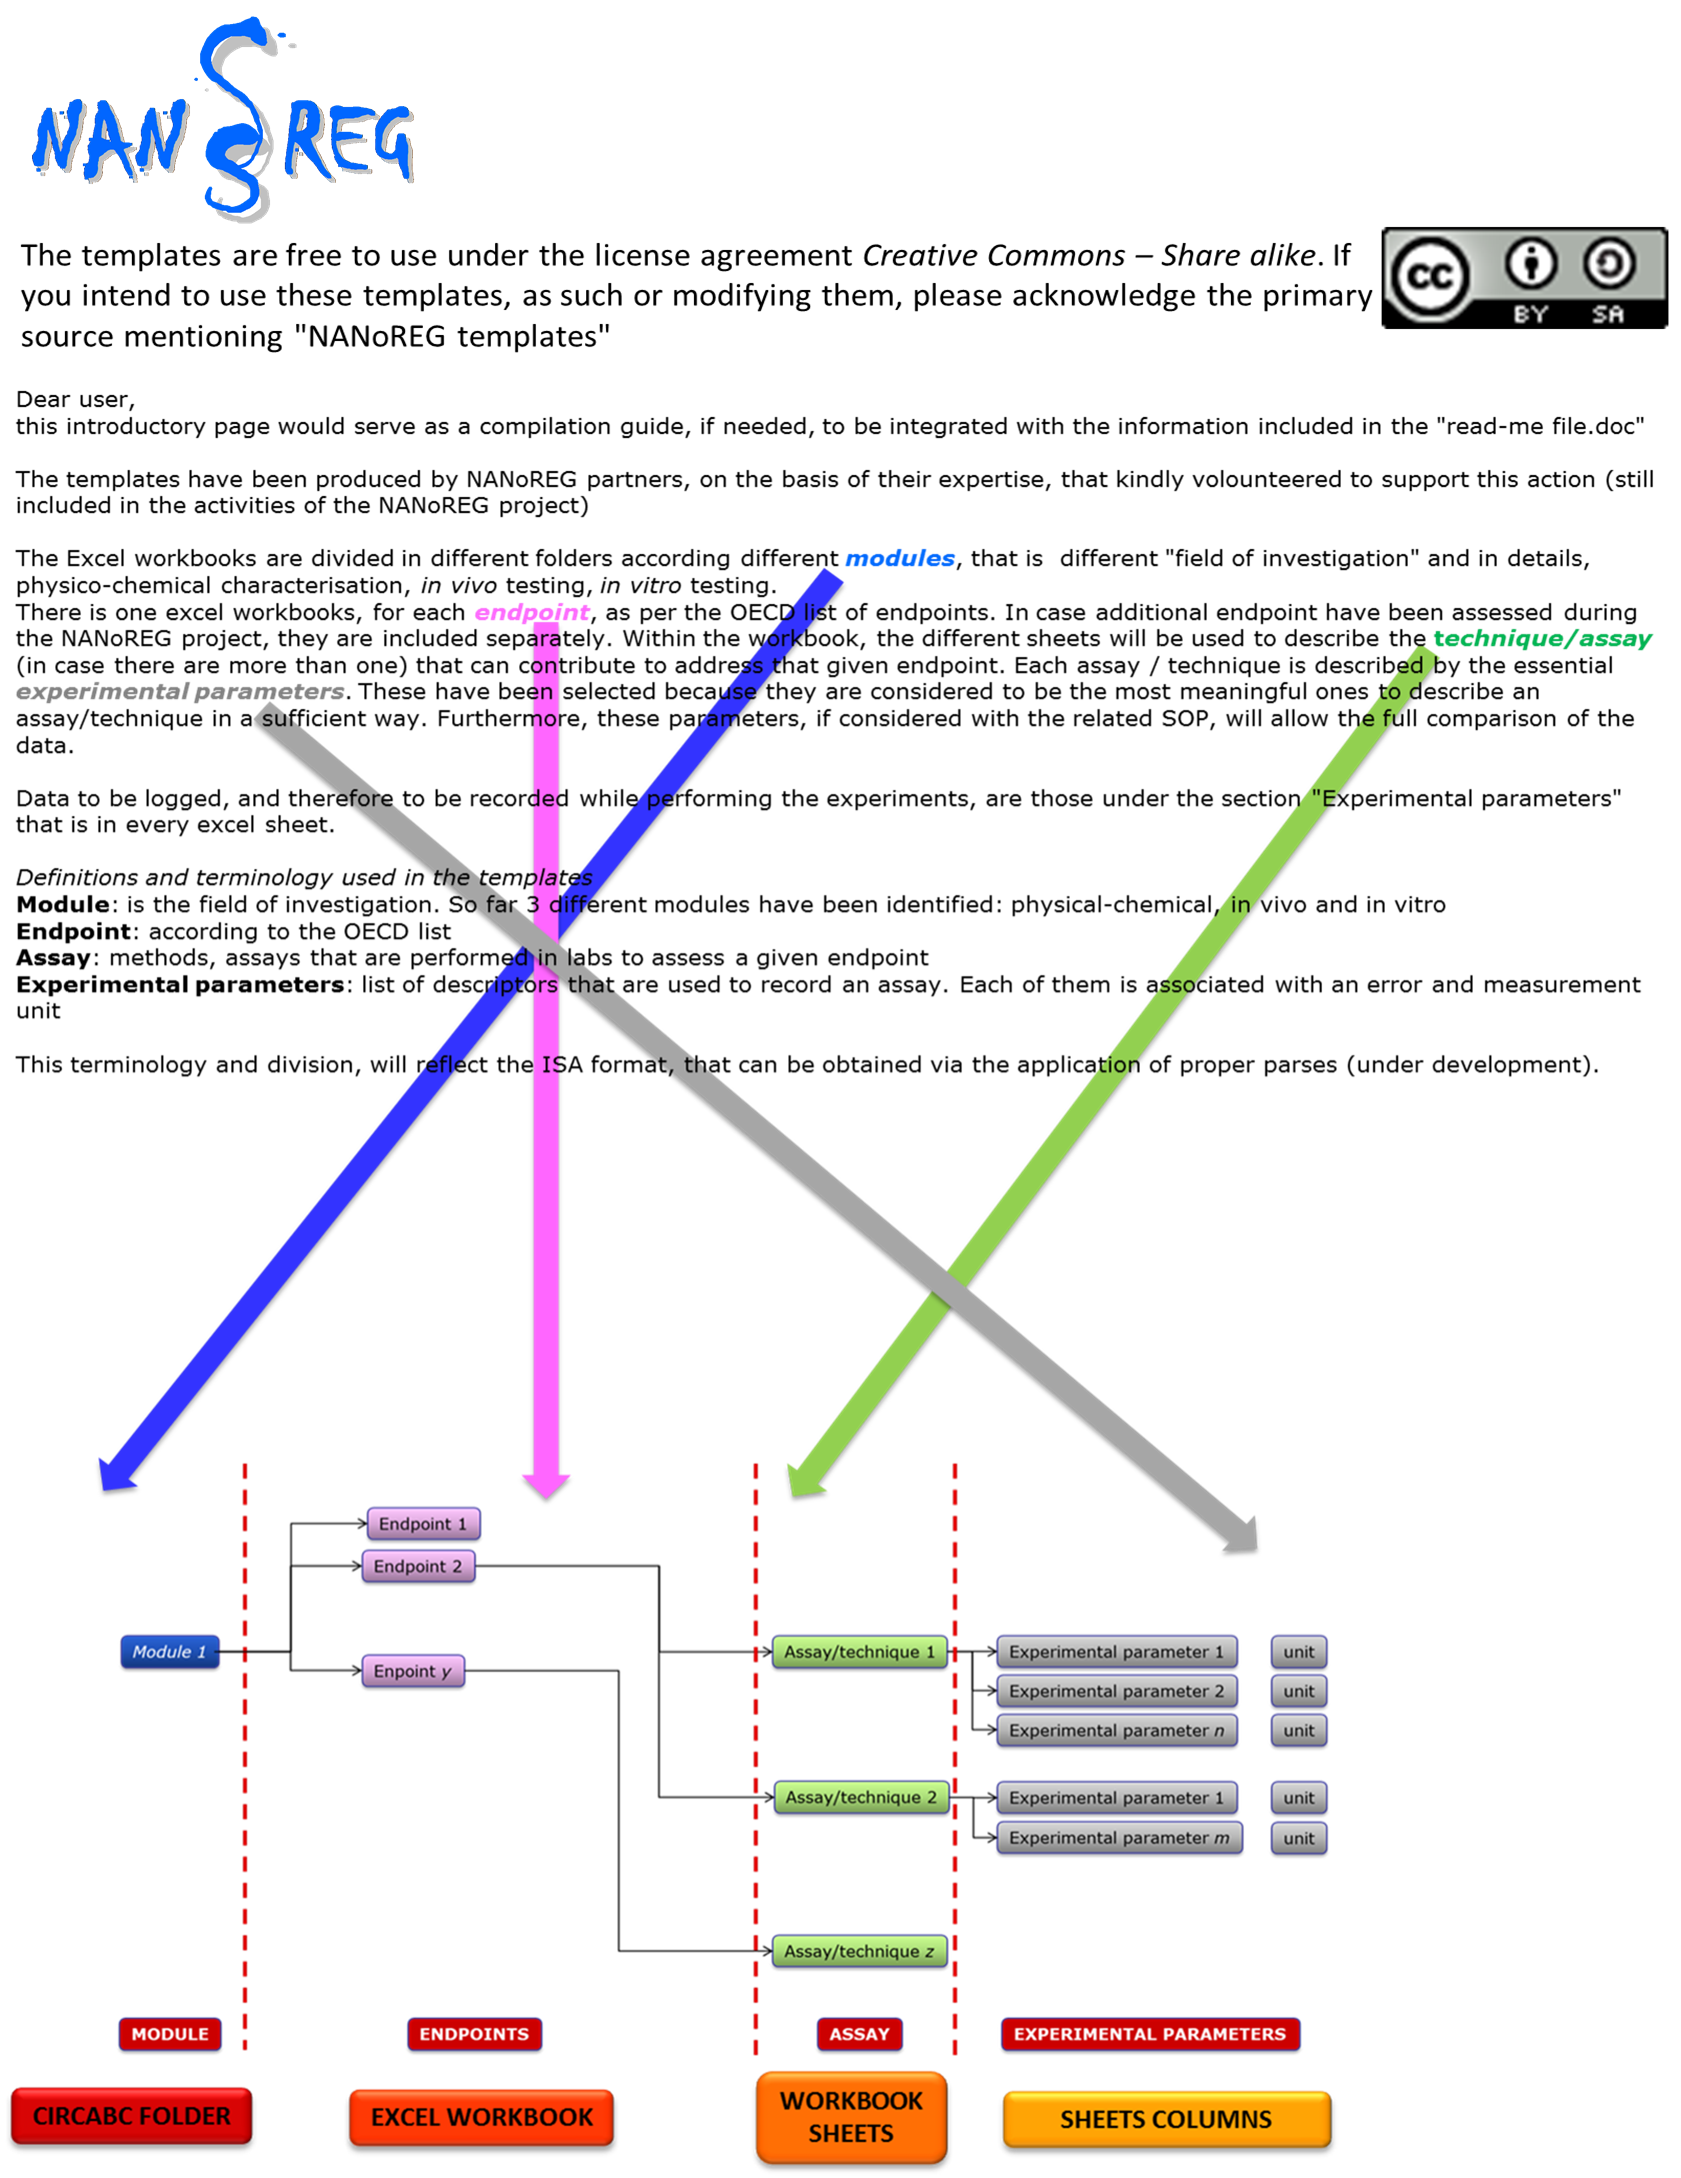 NANoREG
The templates are free to use under the license agreement Creative Commons – Share alike. If
you intend to use these templates, as such or modifying them, please acknowledge the primary
source mentioning "NANoREG templates"
cc
BY SA
Dear user,
this introductory page would serve as a compilation guide, if needed, to be integrated with the information included in the "read-me file.doc"
The templates have been produced by NANoREG partners, on the basis of their expertise, that kindly volounteered to support this action (still
included in the activities of the NANoREG project)
The Excel workbooks are divided in different folders according different modules, that is different "field of investigation" and in details,
physico-chemical characterisation, in vivo testing, in vitro testing.
There is one excel workbooks, for each endpoint, as per the OECD list of endpoints. In case additional endpoint have been assessed during
the NANoREG project, they are included separately. Within the workbook, the different sheets will be used to describe the technique/assay
(in case there are more than one) that can contribute to address that given endpoint. Each assay / technique is described by the essential
experimental parameters. These have been selected because they are considered to be the most meaningful ones to describe an
assay/technique in a sufficient way. Furthermore, these parameters, if considered with the related SOP, will allow the full comparison of the
data.
Data to be logged, and therefore to be recorded while performing the experiments, are those under the section "Experimental parameters"
that is in every excel sheet.
Definitions and terminology used in the templates
Module: is the field of investigation. So far 3 different modules have been identified: physical-chemical, in vivo and in vitro
Endpoint: according to the OECD list
Assay: methods, assays that are performed in labs to assess a given endpoint
Experimental parameters: list of descriptors that are used to record an assay. Each of them is associated with an error and measurement
unit
This terminology and division, will reflect the ISA format, that can be obtained via the application of proper parses (under development).
Endpoint 1
Endpoint 2
Module 1
Enpoint y
Assay/technique 1
Experimental parameter 1 unit
Experimental parameter 2 unit
Experimental parameter n unit
Assay/technique 2
Experimental parameter 1 unit
Experimental parameter m unit
Assay/technique z
MODULE ENDPOINTS ASSAY EXPERIMENTAL PARAMETERS
CIRCABC FOLDER
EXCEL WORKBOOK
WORKBOOK
SHEETS
SHEETS COLUMNS